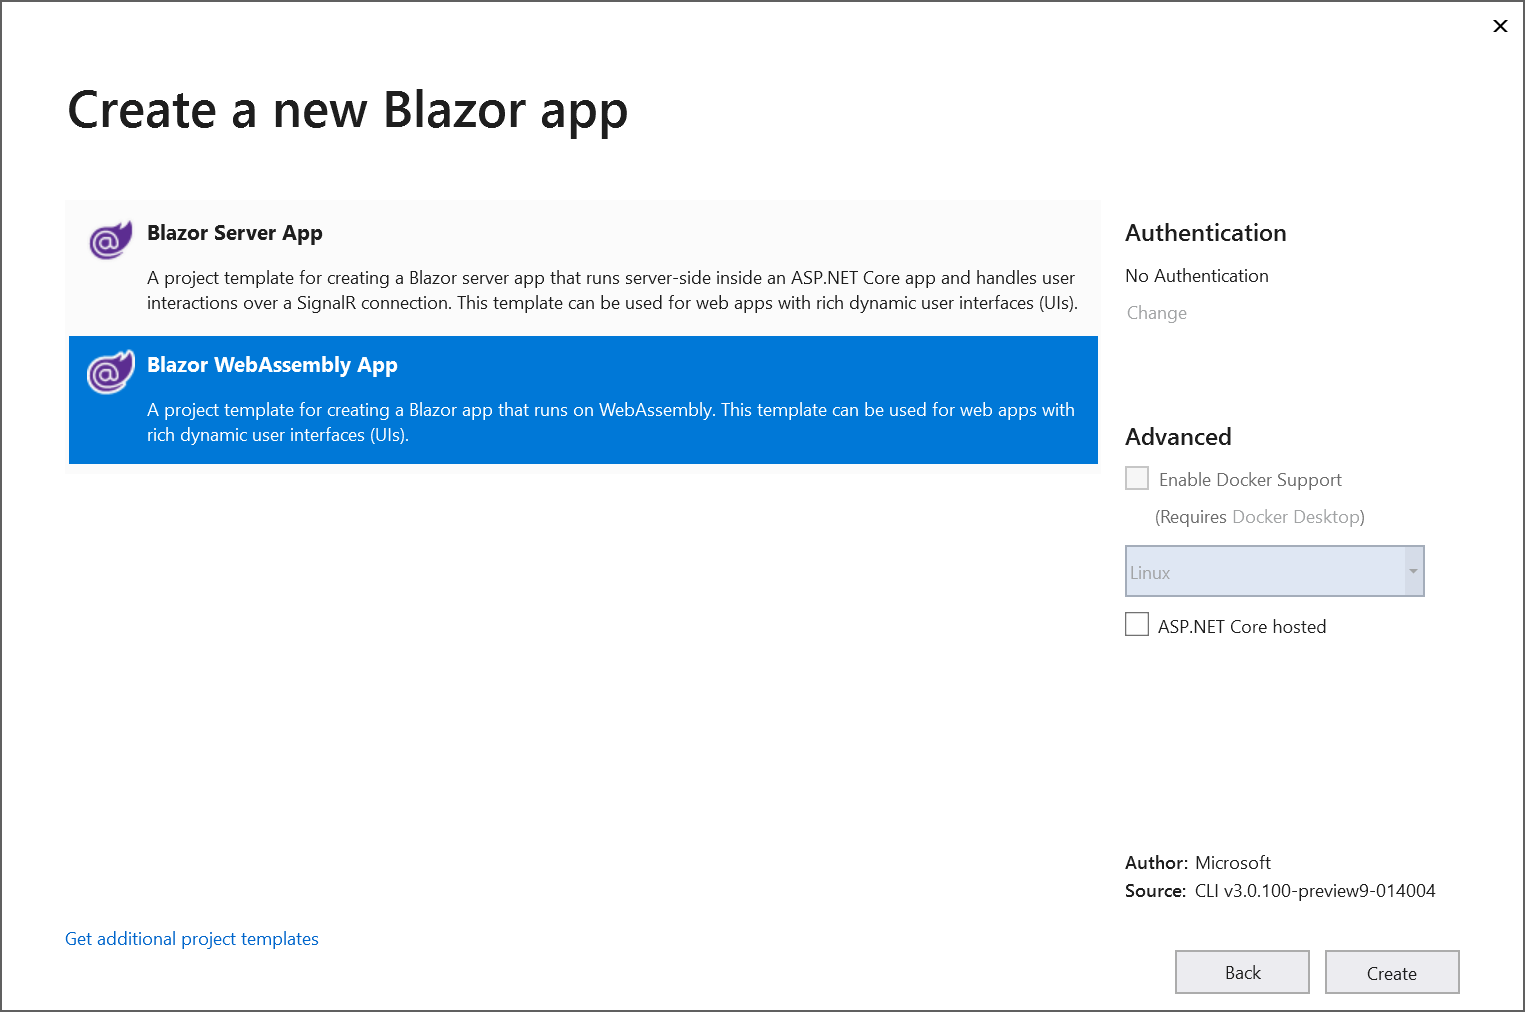 Create a new Blazor app
Blazor Server App
A project template for creating a Blazor server app that runs server-side inside an ASP.NET Core app and handles user
interactions over a SignalR connection. This template can be used for web apps with rich dynamic user interfaces (UIs).
Blazor WebAssembly App
A project template for creating a Blazor app that runs on WebAssembly. This template can be used for web apps with
rich dynamic user interfaces (UIs).
Authentication
No Authentication
Change
Advanced
Enable Docker Support
(Requires Docker Desktop)
Linux
ASP.NET Core hosted
Author: Microsoft
Source: CLI v3.0.100-preview9-014004
Get additional project templates
Back
Create